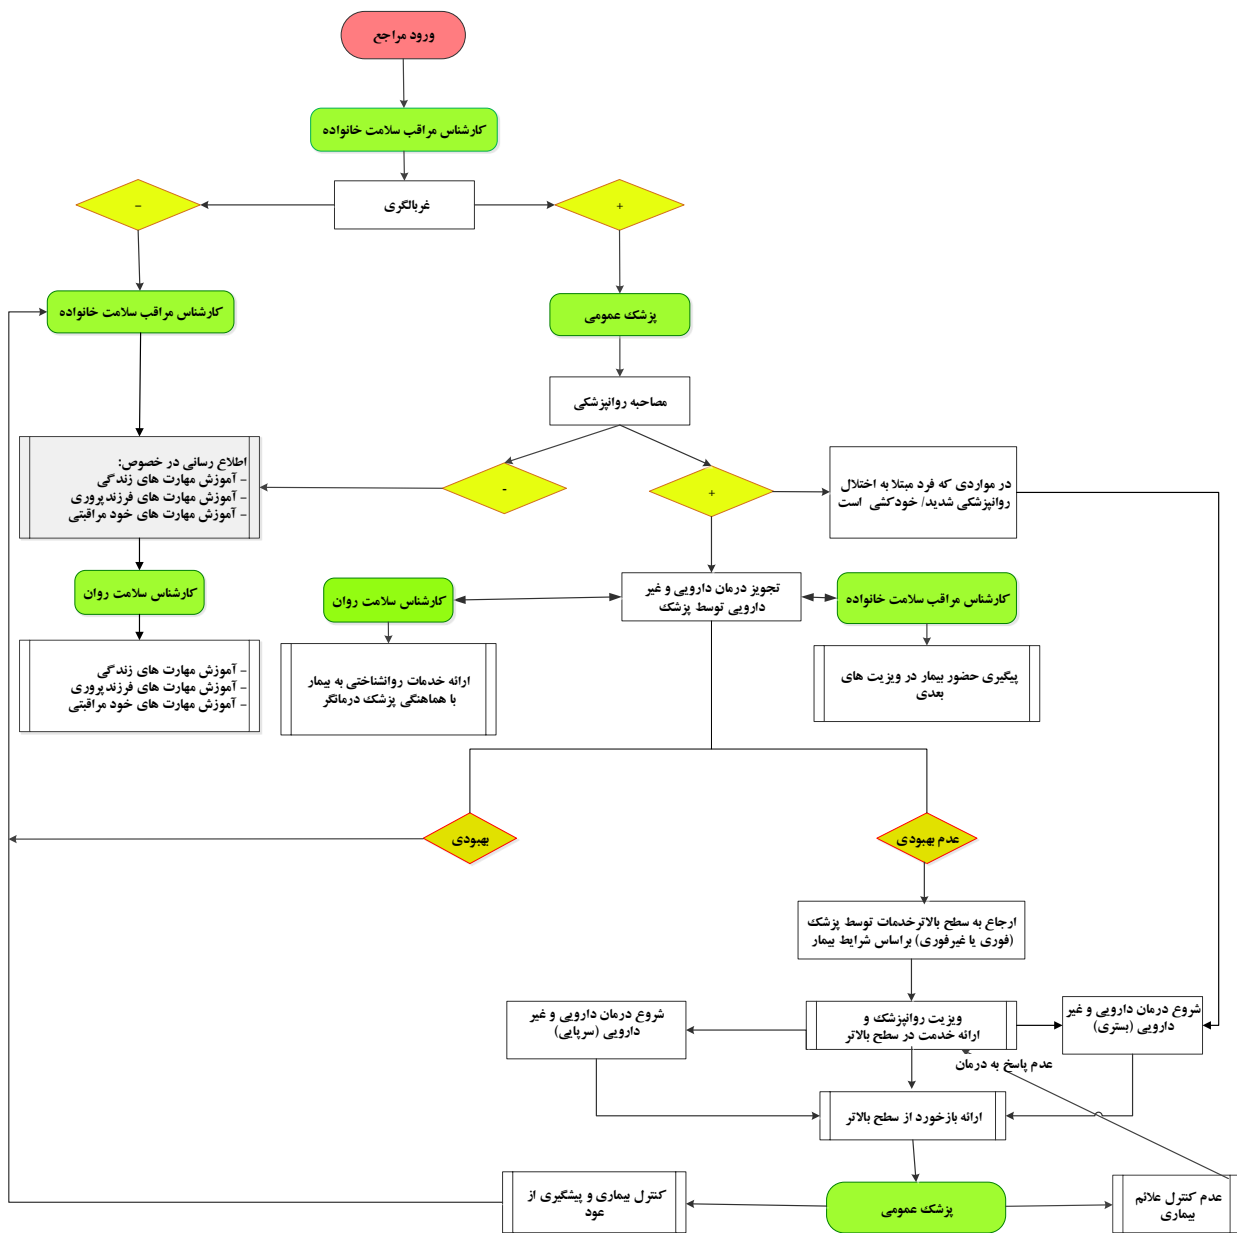 ورود مراجع
کارشناس مراقب سلامت خانواده
غربالگری
–
+
کارشناس مراقب سلامت خانواده
پزشک عمومی
مصاحبه روانپزشکی
اطلاع رسانی در خصوص:
– آموزش مهارت های زندگی
– آموزش مهارت های فرزندپروری
– آموزش مهارت های خود مراقبتی
-
+
در مواردی که فرد مبتلا به اختلال
روانپزشکی شدید/ خودکشی است
کارشناس سلامت روان
کارشناس سلامت روان
تجویز درمان دارویی و غیر
دارویی توسط پزشک
کارشناس مراقب سلامت خانواده
– آموزش مهارت های زندگی
– آموزش مهارت های فرزندپروری
– آموزش مهارت های خود مراقبتی
ارائه خدمات روانشناختی به بیمار
با هماهنگی پزشک درمانگر
پیگیری حضور بیمار در ویزیت های
بعدی
بهبودی
عدم بهبودی
ارجاع به سطح بالاترخدمات توسط پزشک
(فوری یا غیرفوری) براساس شرایط بیمار
شروع درمان دارویی و غیر
دارویی (سرپایی)
ویزیت روانپزشک و
ارائه خدمت در سطح بالاتر
شروع درمان دارویی و غیر
دارویی (بستری)
عدم پاسخ به درمان
ارائه بازخورد از سطح بالاتر
کنترل بیماری و پیشگیری از
عود
پزشک عمومی
عدم کنترل علائم
بیماری